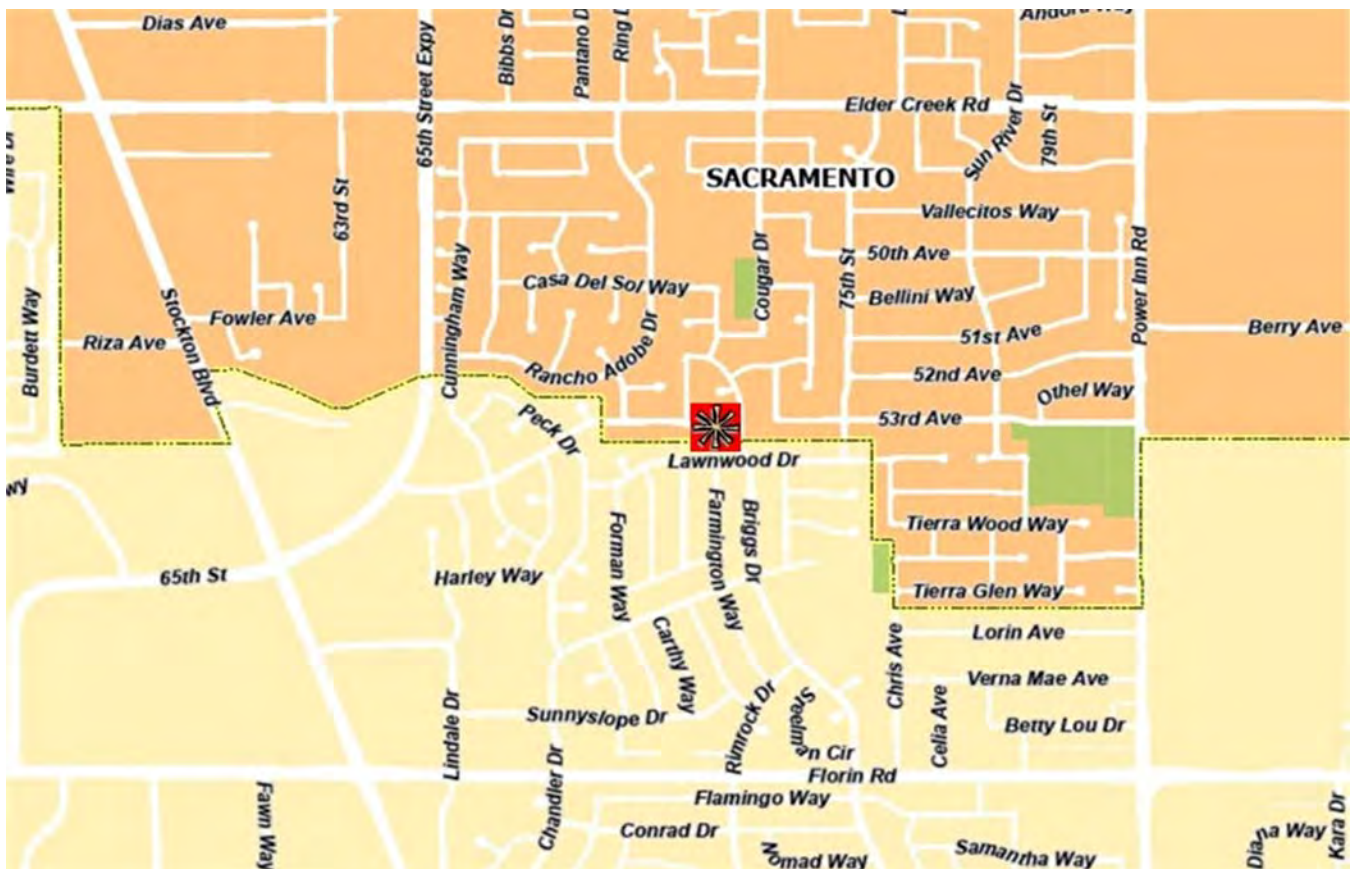 Dias Ave
Bibbs Dr
65th Street Expy
Elder Creek Rd
Sun River Dr
79th St
SACRAMENTO
63rd St
Vallecitos Way
Cougar Dr
50th Ave
75th St
Power Inn Rd
Cunningham Way
Casa Del Sol Way
Bellini Way
Burdett Way
Stockton Blvd
Fowler Ave
Berry Ave
Riza Ave
51st Ave
Rancho Adobe Dr
52nd Ave
Othel Way
Peck Dr
53rd Ave
Lawnwood Dr
Farmington Way
Briggs Dr
Forman Way
Tierra Wood Way
65th St
Harley Way
Tierra Glen Way
Carthy Way
Chris Ave
Lorin Ave
Verna Mae Ave
Lindale Dr
Sunnyslope Dr
Rimrock Dr
Celia Ave
Betty Lou Dr
Chandler Dr
Florin Rd
Flamingo Way
Fawn Way
Conrad Dr
Nomad Way
Samantha Way
Diana Way
Kara Dr